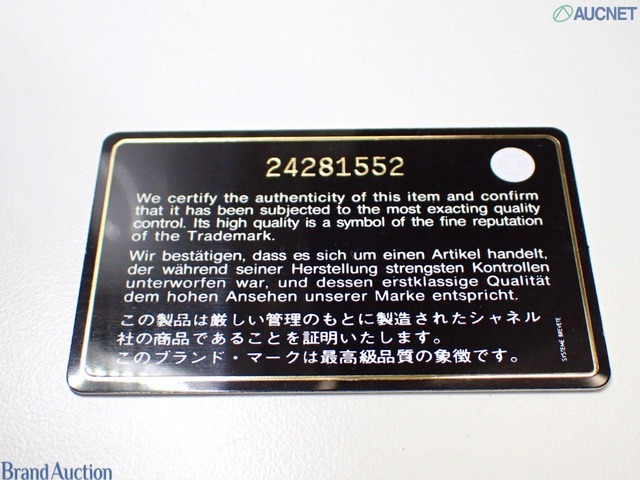 AUCNET
24281552
We certify the authenticity of this item and confirm
that it has been subjected to the most exacting quality
control. Its high quality is a symbol of the fine reputation
of the Trademark.
Wir bestätigen, dass es sich um einen Artikel handelt,
der während seiner Herstellung strengsten Kontrollen
unterworfen war, und dessen erstklassige Qualität
dem hohen Ansehen unserer Marke entspricht.
この製品は厳しい管理のもとに製造されたシャネル
社の商品であることを証明いたします。
このブランド・マークは最高級品質の象徴です。
SYSTEME BREVETE
Brand Auction